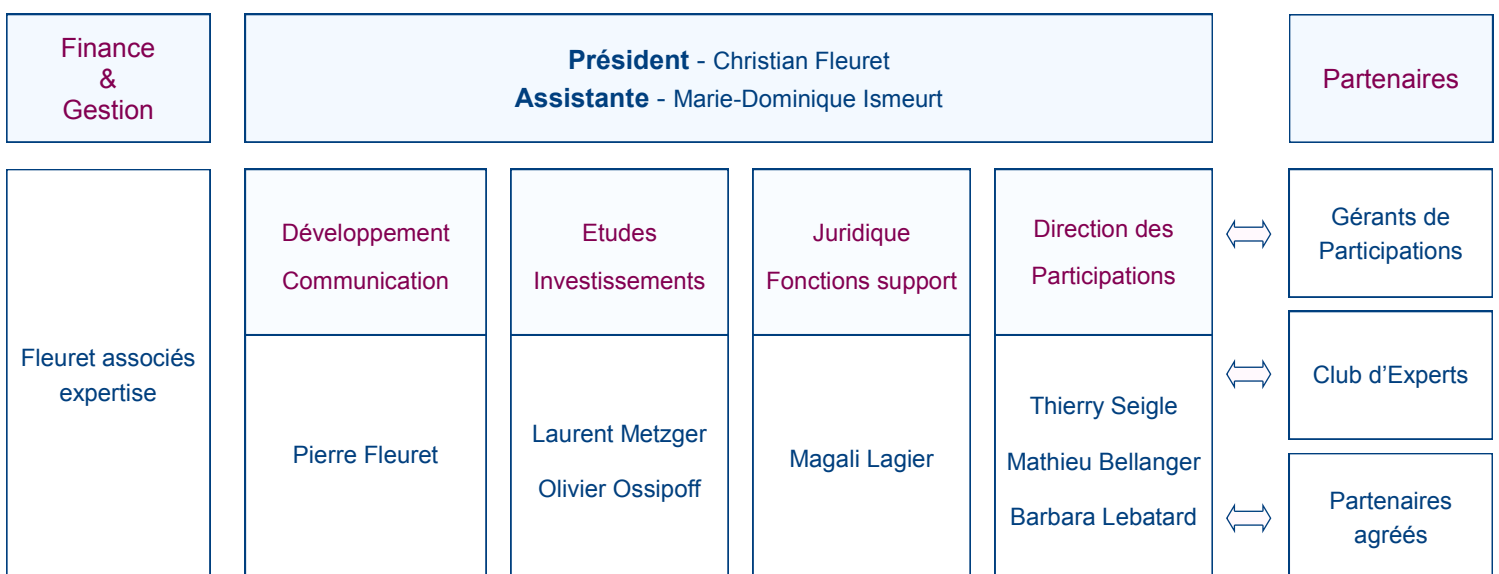 Finance
&
Gestion
Président - Christian Fleuret
Assistante - Marie-Dominique Ismeurt
Partenaires
Fleuret associés
expertise
Développement
Communication
Pierre Fleuret
Etudes
Investissements
Laurent Metzger
Olivier Ossipoff
Juridique
Fonctions support
Magali Lagier
Direction des
Participations
Thierry Seigle
Mathieu Bellanger
Barbara Lebatard
Gérants de
Participations
Club d’Experts
Partenaires
agréés